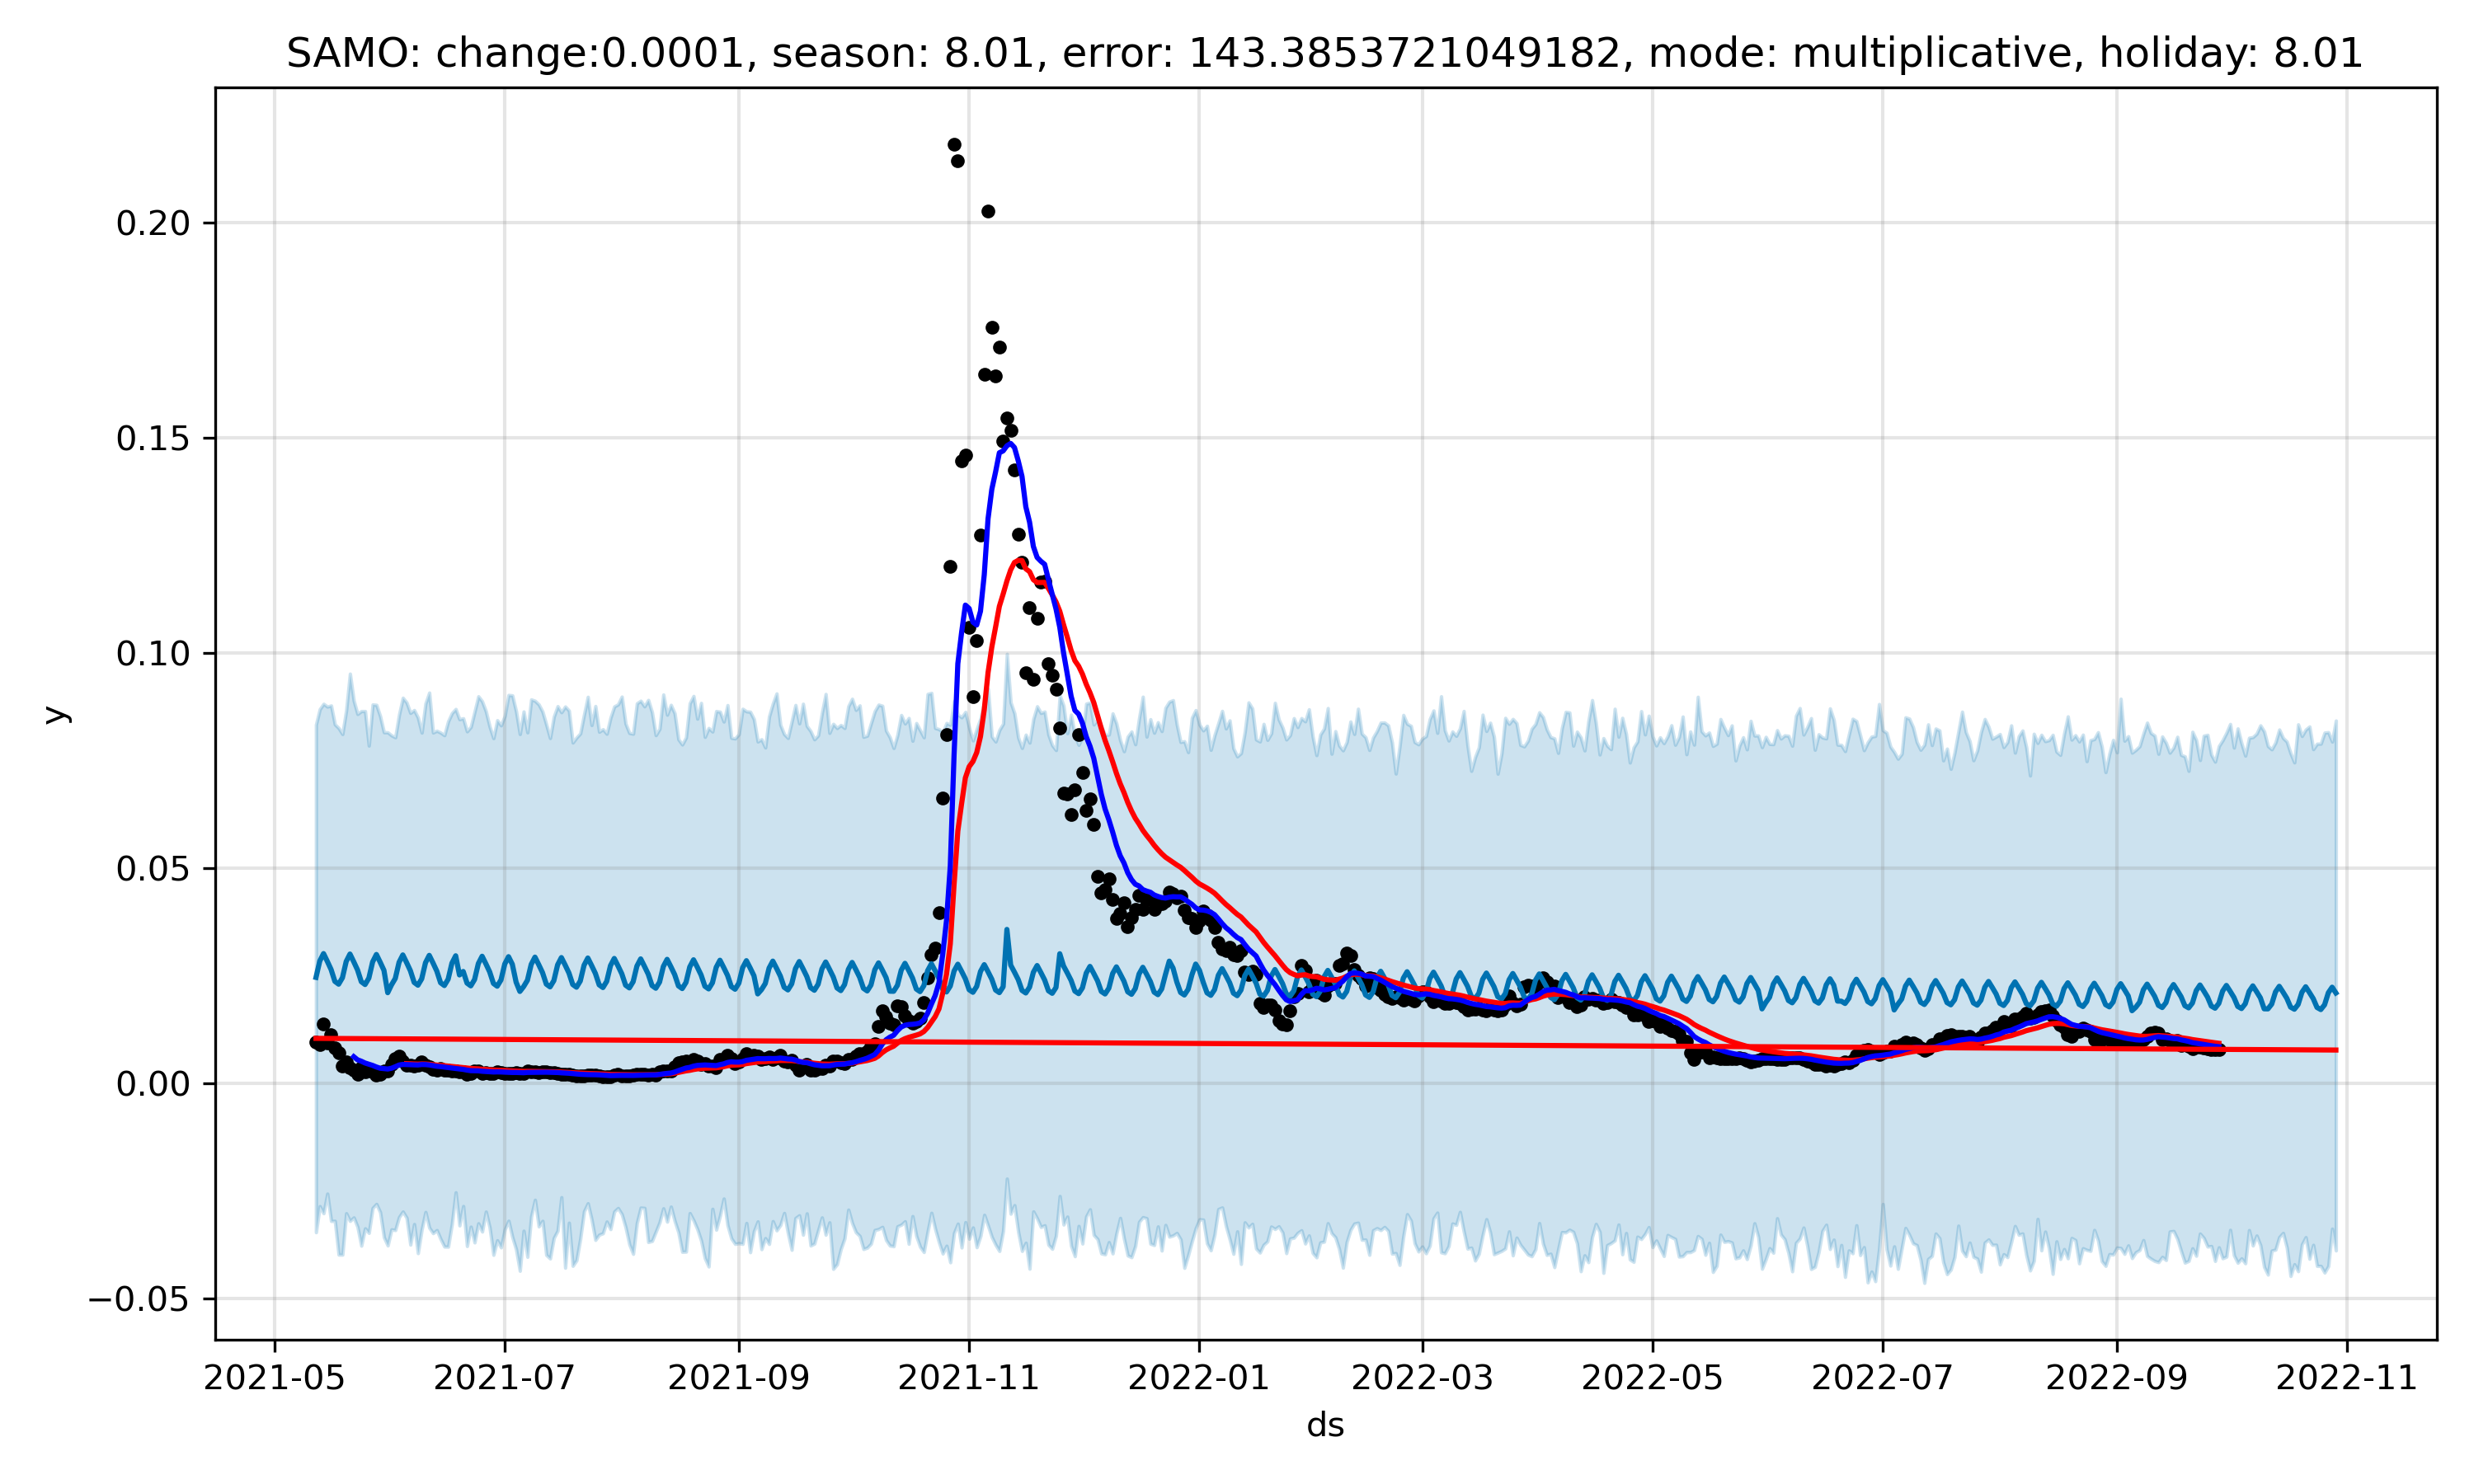 SAMO: change:0.0001, season: 8.01, error: 143.3853721049182, mode: multiplicative, holiday: 8.01
0.20
0.15
0.10
0.05
0.00
−0.05
y
2021-05 2021-07 2021-09 2021-11 2022-01 2022-03 2022-05 2022-07 2022-09 2022-11
ds